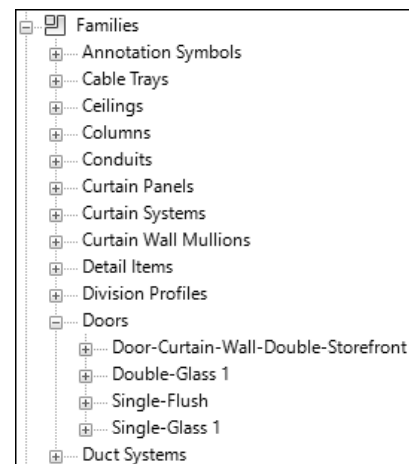 Families
Annotation Symbols
Cable Trays
Ceilings
Columns
Conduits
Curtain Panels
Curtain Systems
Curtain Wall Mullions
Detail Items
Division Profiles
Doors
Door-Curtain-Wall-Double-Storefront
Double-Glass 1
Single-Flush
Single-Glass 1
Duct Systems